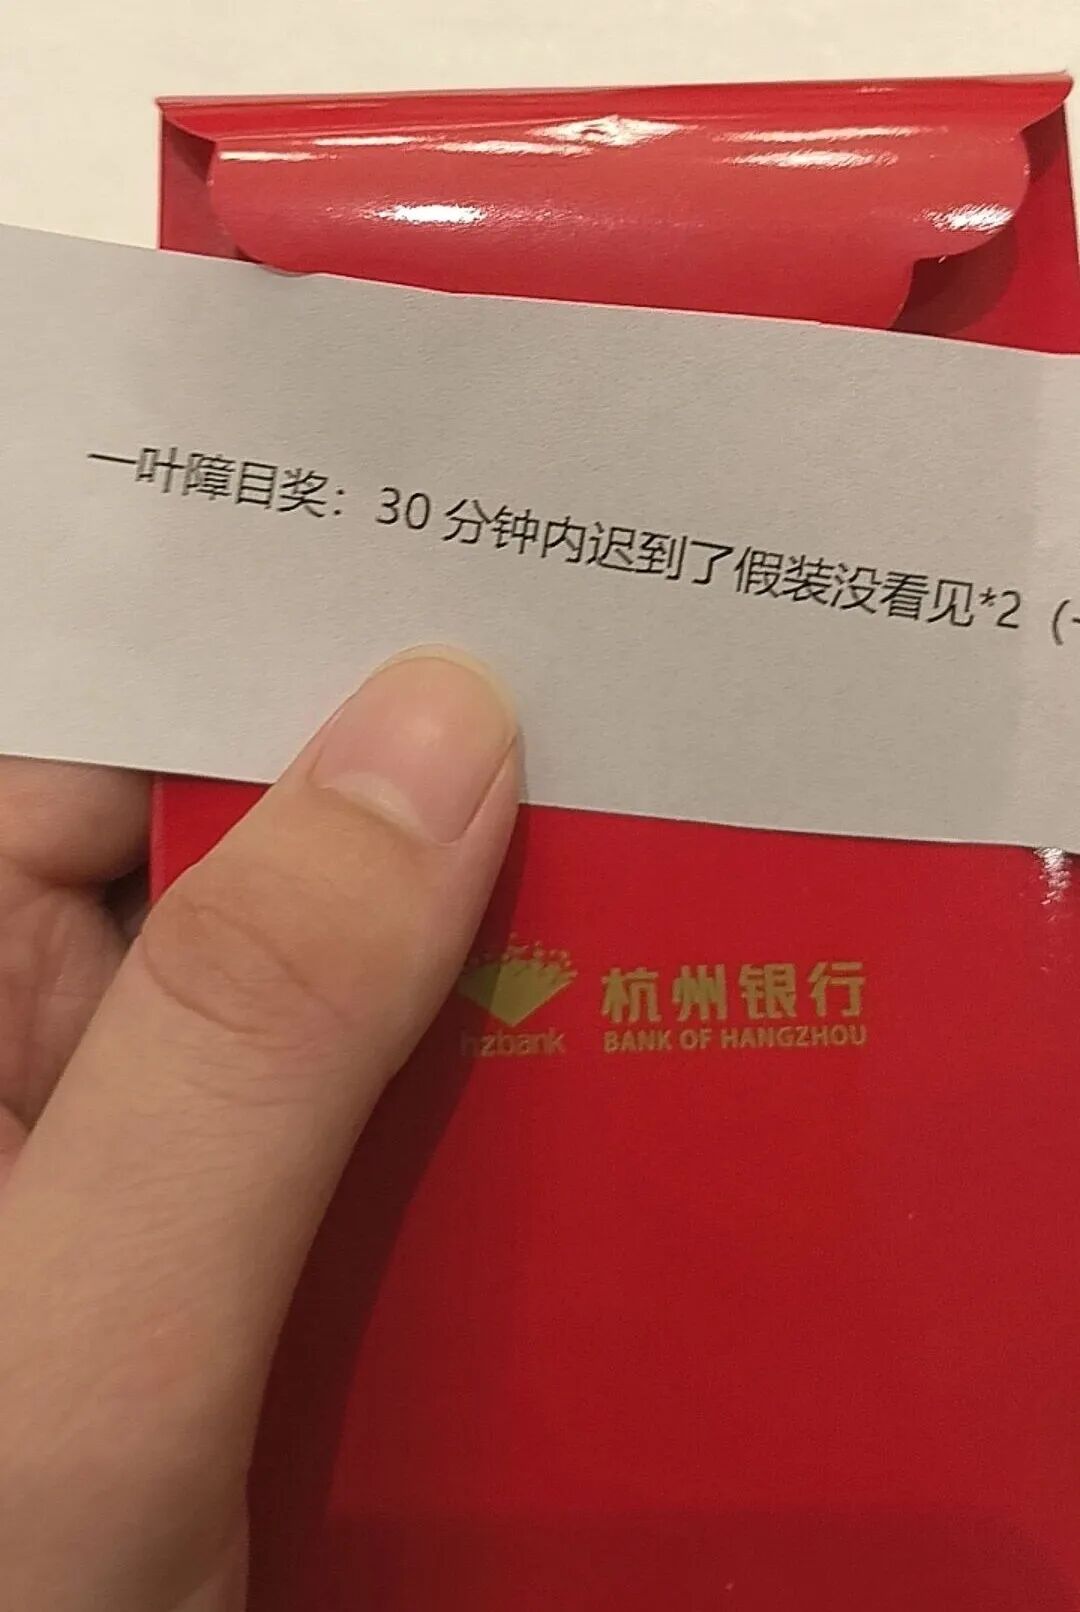 一叶障目奖：30 分钟内迟到了假装没看见*2（
杭州银行
hzbank
BANK OF HANGZHOU